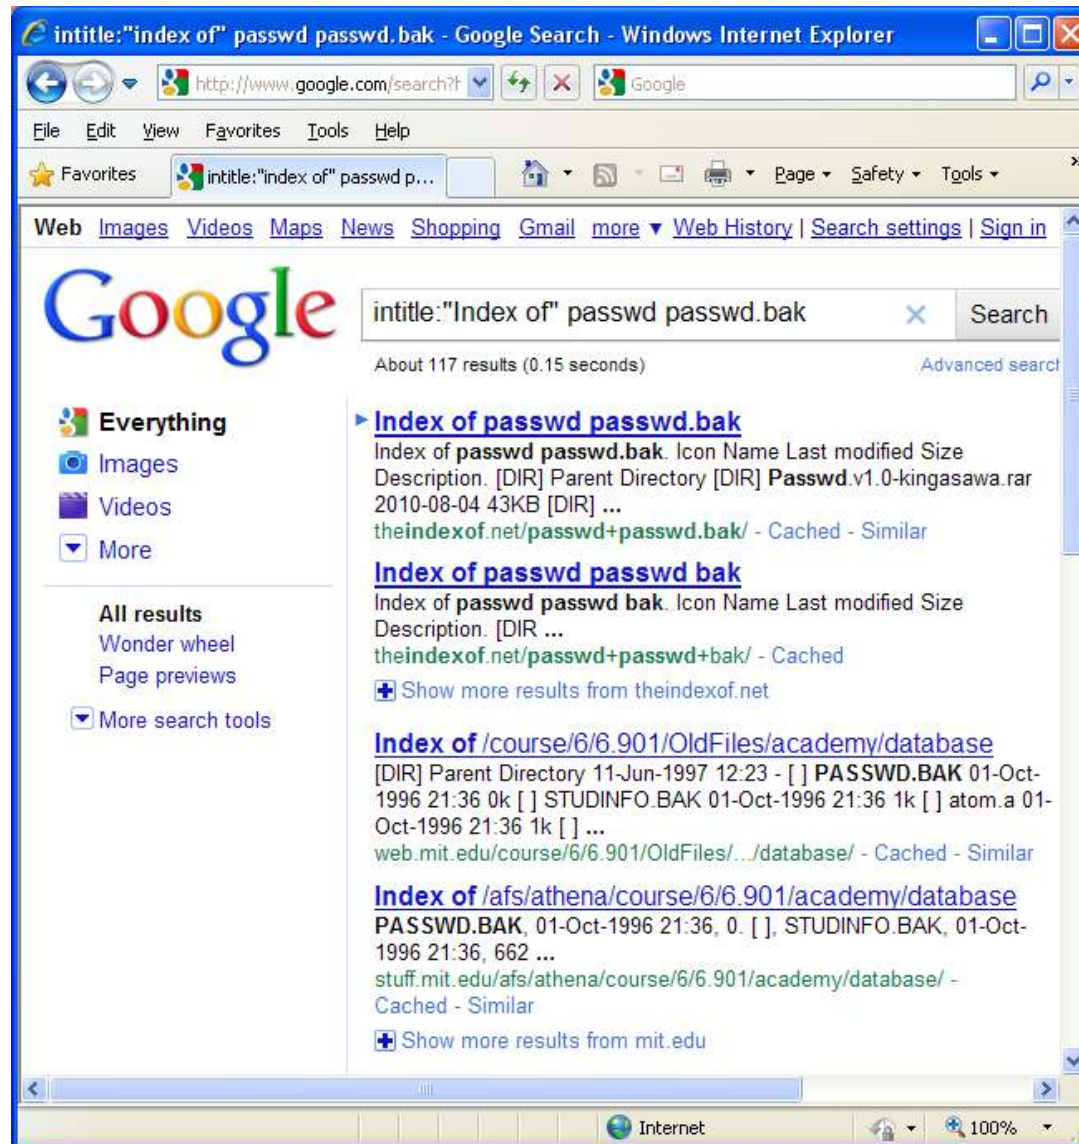 intitle:"index of" passwd passwd.bak - Google Search - Windows Internet Explorer
http://www.google.com/search?h
Google
File Edit View Favorites Tools Help
Favorites
intitle:"index of" passwd p...
Page Safety Tools »
Web Images Videos Maps News Shopping Gmail more ▼ Web History | Search settings | Sign in
Google
intitle:"Index of" passwd passwd.bak
Search
About 117 results (0.15 seconds)
Advanced search
Everything
Images
Videos
More
All results
Wonder wheel
Page previews
More search tools
Index of passwd passwd.bak
Index of passwd passwd.bak. Icon Name Last modified Size
Description. [DIR] Parent Directory [DIR] Passwd.v1.0-kingasawa.rar
2010-08-04 43KB [DIR] ...
theindexof.net/passwd+passwd.bak/ - Cached - Similar
Index of passwd passwd bak
Index of passwd passwd bak. Icon Name Last modified Size
Description. [DIR ...
theindexof.net/passwd+passwd+bak/ - Cached
Show more results from theindexof.net
Index of /course/6/6.901/OldFiles/academy/database
[DIR] Parent Directory 11-Jun-1997 12:23 - [ ] PASSWD.BAK 01-Oct-
1996 21:36 0k [ ] STUDINFO.BAK 01-Oct-1996 21:36 1k [ ] atom.a 01-
Oct-1996 21:36 1k [ ] ...
web.mit.edu/course/6/6.901/OldFiles/.../database/ - Cached - Similar
Index of /afs/athena/course/6/6.901/academy/database
PASSWD.BAK, 01-Oct-1996 21:36, 0. [ ], STUDINFO.BAK, 01-Oct-
1996 21:36, 662 ...
stuff.mit.edu/afs/athena/course/6/6.901/academy/database/ -
Cached - Similar
Show more results from mit.edu
Internet
100%